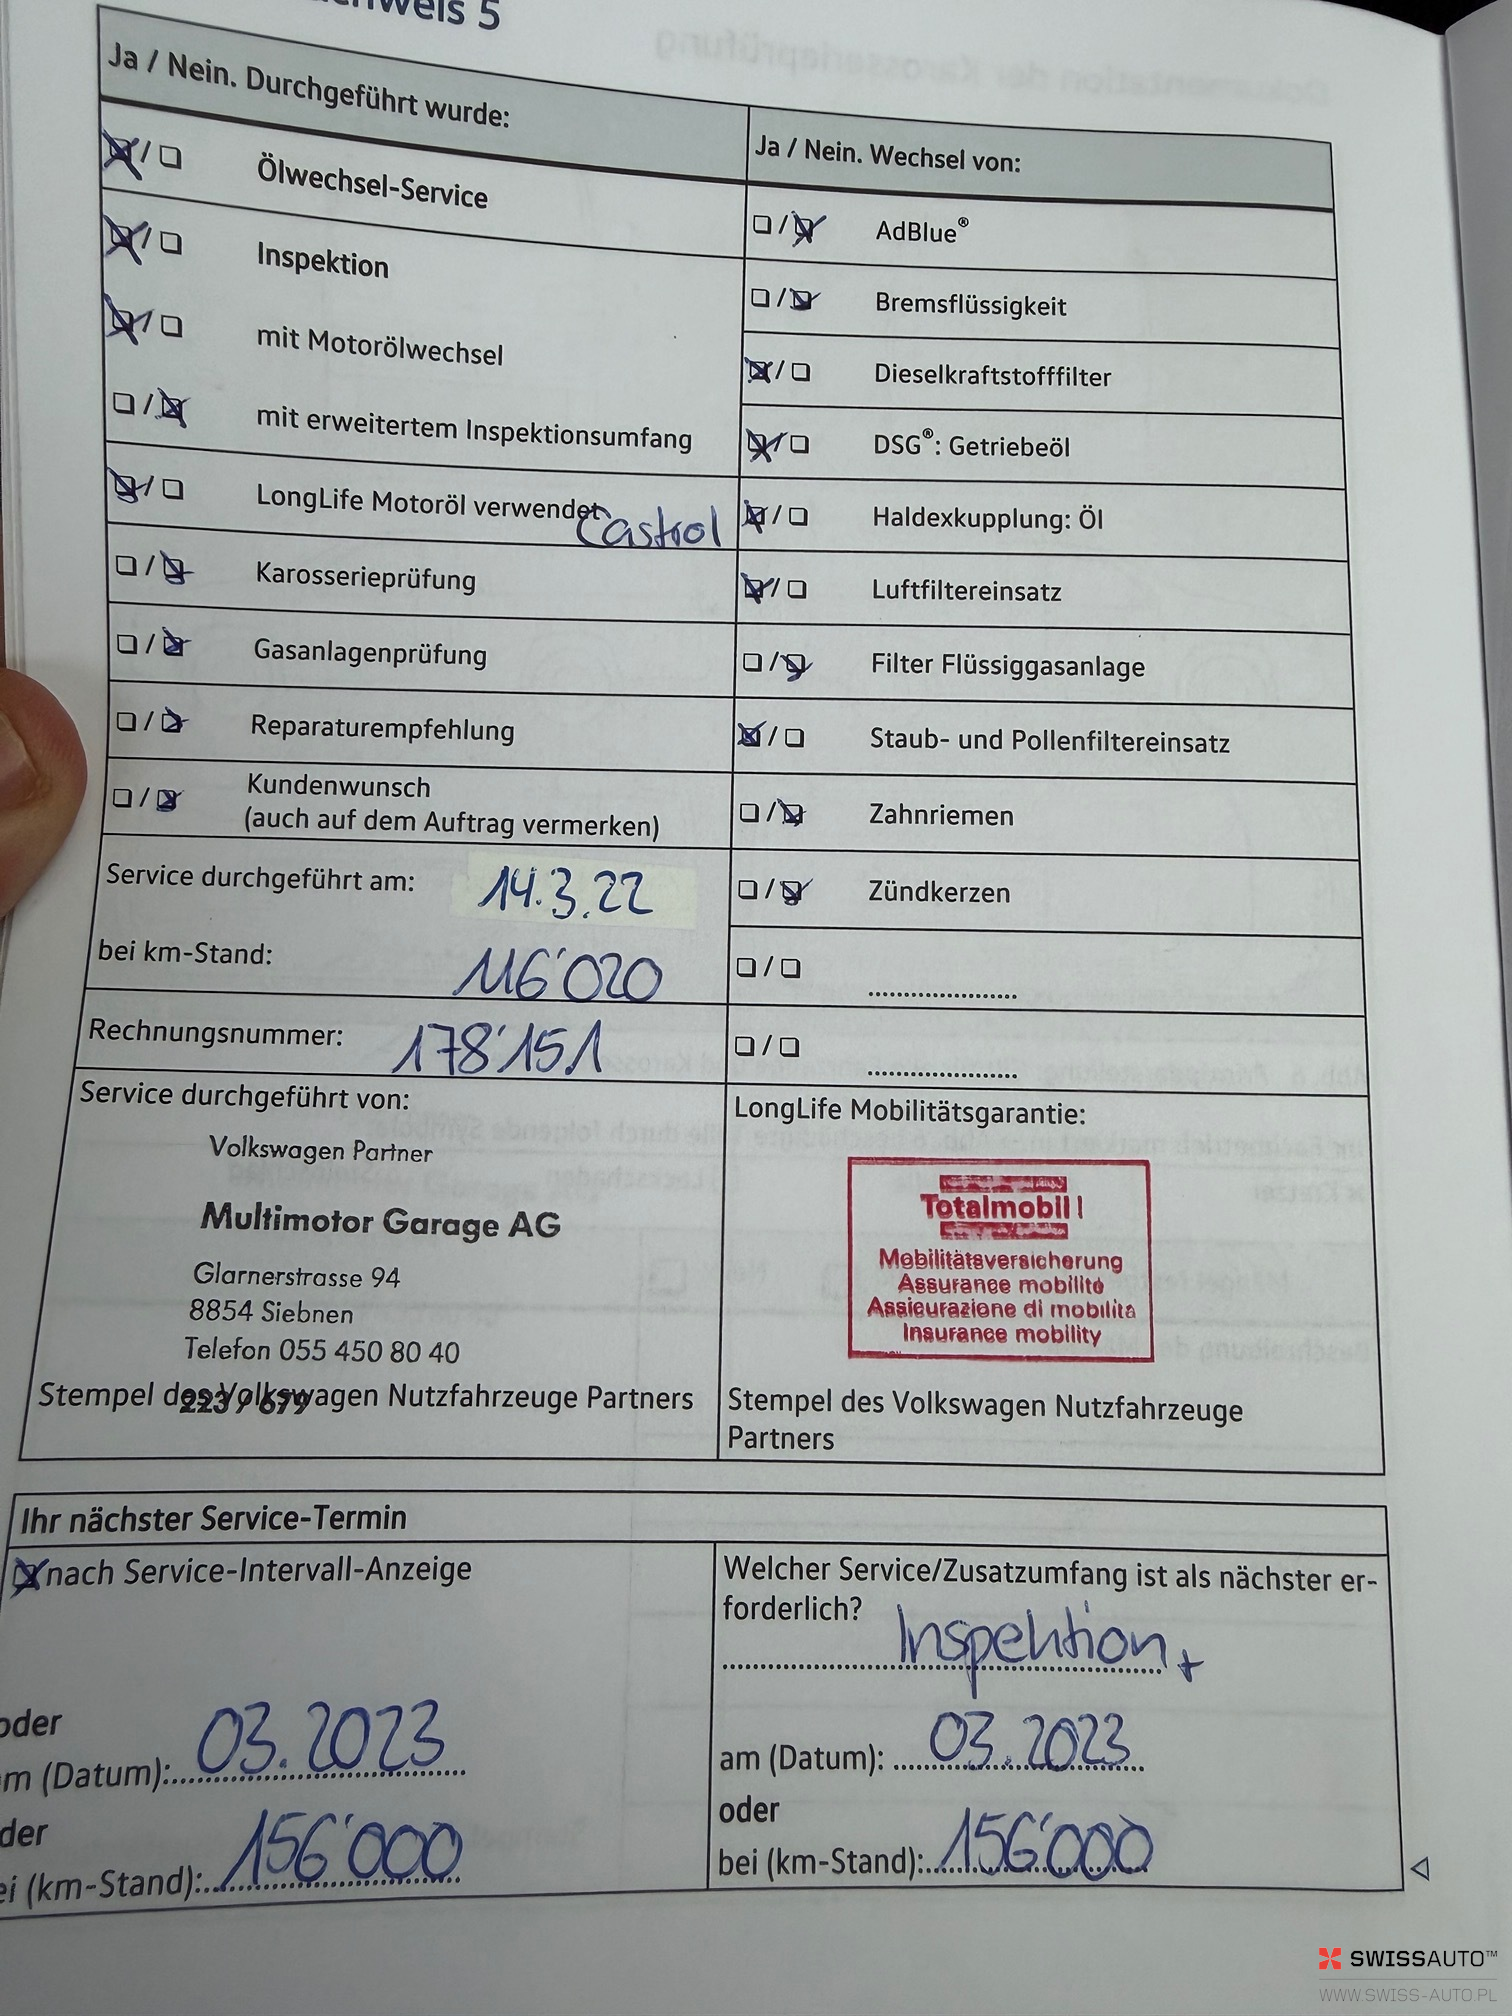 weis 5
Ja / Nein. Durchgeführt wurde:
Ölwechsel-Service
Inspektion
mit Motorölwechsel
mit erweitertem Inspektionsumfang
LongLife Motoröl verwendet Castrol
Karosserieprüfung
Gasanlagenprüfung
Reparaturempfehlung
Kundenwunsch
(auch auf dem Auftrag vermerken)
Service durchgeführt am: 14.3.22
bei km-Stand: 116'020
Rechnungsnummer: 178'151
Service durchgeführt von:
Volkswagen Partner
Multimotor Garage AG
Glarnerstrasse 94
8854 Siebnen
Telefon 055 450 80 40
Stempel des Volkswagen Nutzfahrzeuge Partners
223 / 679
Ja / Nein. Wechsel von:
AdBlue®
Bremsflüssigkeit
Dieselkraftstofffilter
DSG®: Getriebeöl
Haldexkupplung: Öl
Luftfiltereinsatz
Filter Flüssiggasanlage
Staub- und Pollenfiltereinsatz
Zahnriemen
Zündkerzen
LongLife Mobilitätsgarantie:
Totalmobil !
Mobilitätsversicherung
Assurance mobilité
Assicurazione di mobilità
Insurance mobility
Stempel des Volkswagen Nutzfahrzeuge
Partners
Ihr nächster Service-Termin
nach Service-Intervall-Anzeige
oder
m (Datum): 03.2023
der
ei (km-Stand): 156'000
Welcher Service/Zusatzumfang ist als nächster er-
forderlich?
Inspektion +
am (Datum): 03.2023
oder
bei (km-Stand): 156'000
SWISSAUTO™
WWW.SWISS-AUTO.PL